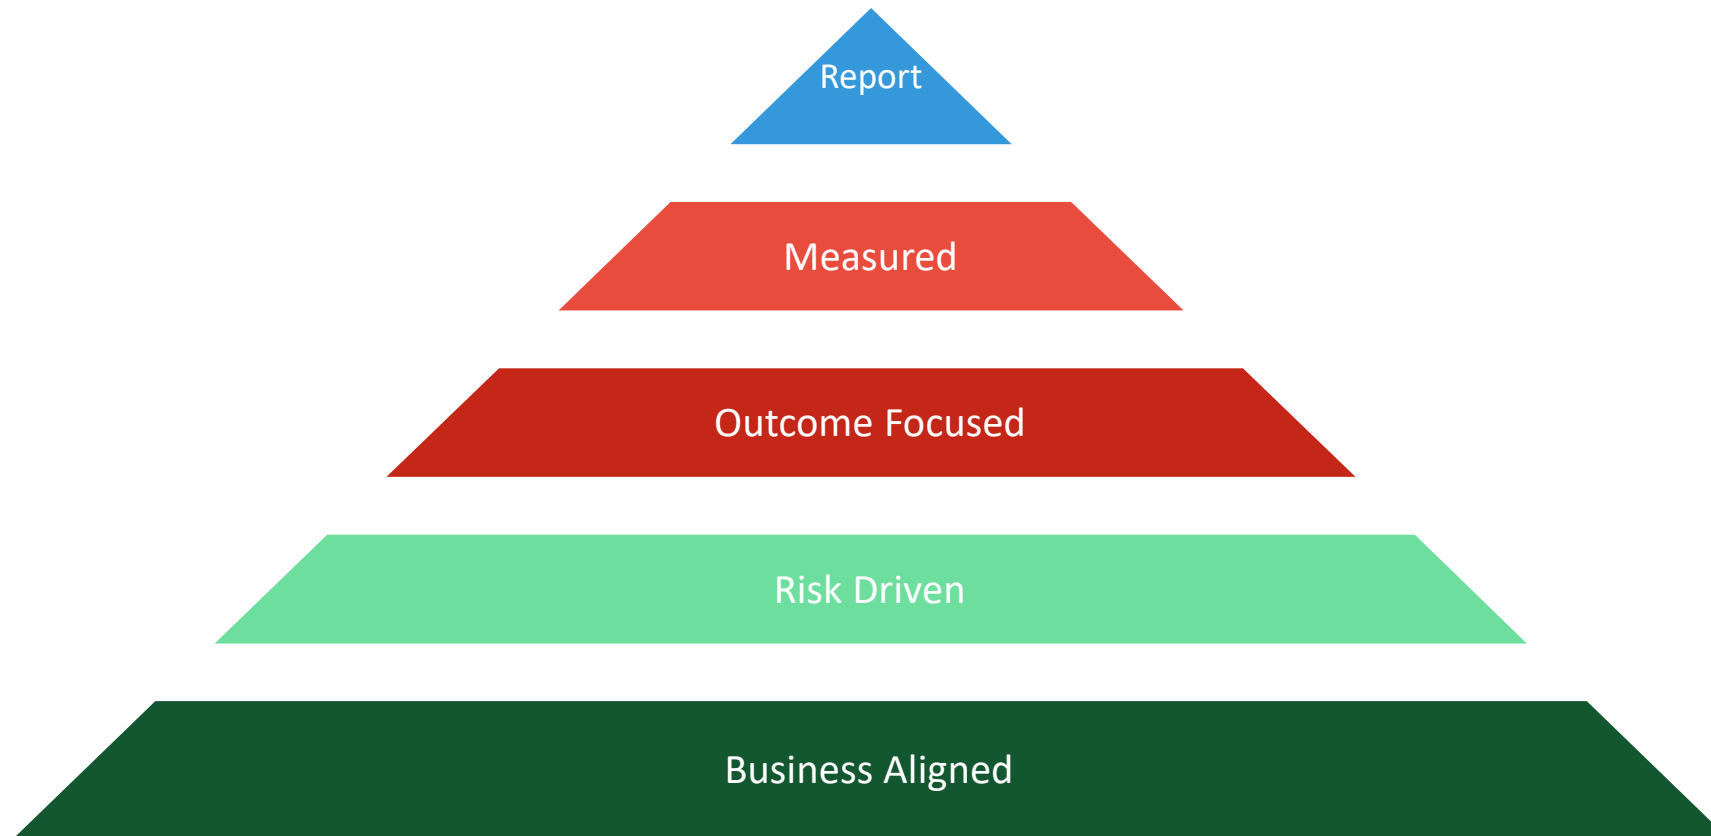 Report
Measured
Outcome Focused
Risk Driven
Business Aligned